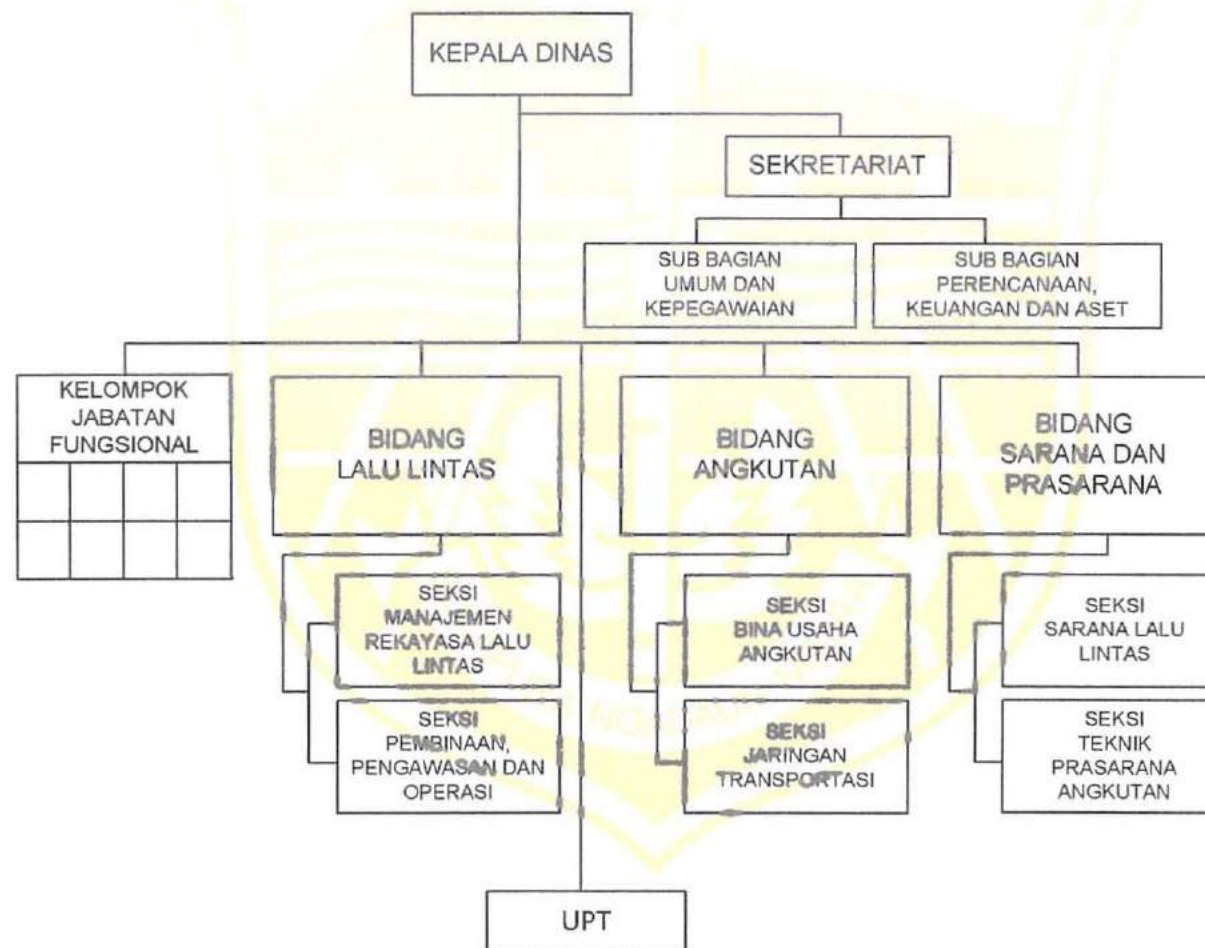 KEPALA DINAS
SEKRETARIAT
SUB BAGIAN
UMUM DAN
KEPEGAWAIAN
SUB BAGIAN
PERENCANAAN,
KEUANGAN DAN ASET
KELOMPOK
JABATAN
FUNGSIONAL
BIDANG
LALU LINTAS
BIDANG
ANGKUTAN
BIDANG
SARANA DAN
PRASARANA
SEKSI
MANAJEMEN
REKAYASA LALU
LINTAS
SEKSI
PEMBINAAN,
PENGAWASAN DAN
OPERASI
SEKSI
BINA USAHA
ANGKUTAN
SEKSI
JARINGAN
TRANSPORTASI
SEKSI
SARANA LALU
LINTAS
SEKSI
TEKNIK
PRASARANA
ANGKUTAN
UPT